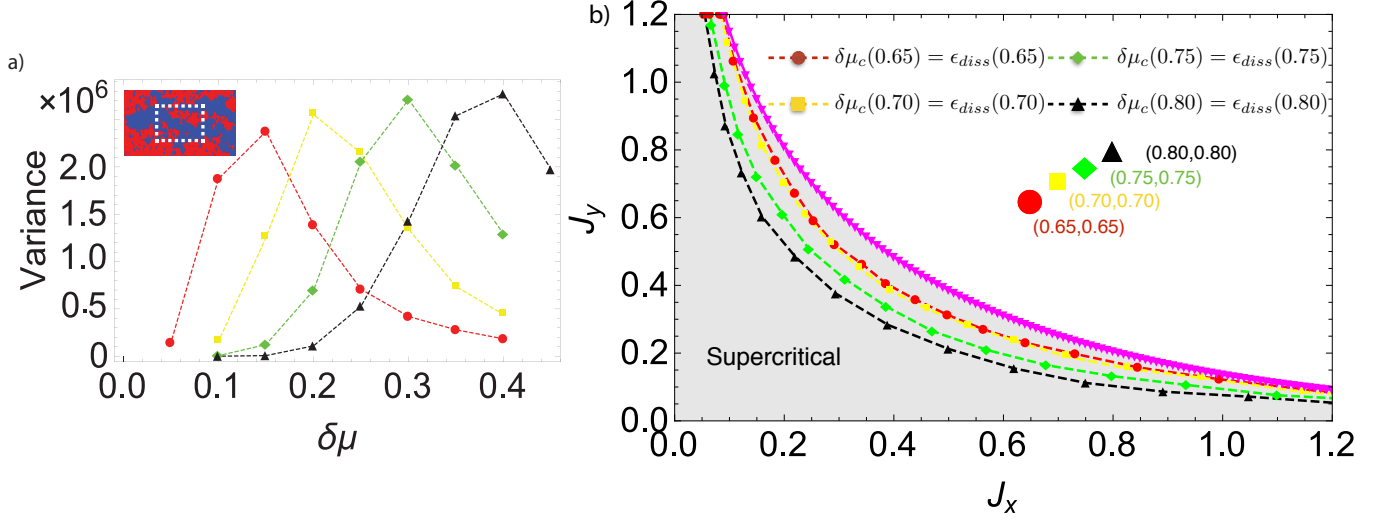 a)
×10⁶
Variance
2.0
1.5
1.0
0.5
0
0.0 0.1 0.2 0.3 0.4
δμ
b)
1.2
1.0
0.8
0.6
0.4
0.2
0.0
J_y
δμ_c(0.65) = ϵ_diss(0.65)
δμ_c(0.75) = ϵ_diss(0.75)
δμ_c(0.70) = ϵ_diss(0.70)
δμ_c(0.80) = ϵ_diss(0.80)
(0.80,0.80)
(0.75,0.75)
(0.70,0.70)
(0.65,0.65)
Supercritical
0.0 0.2 0.4 0.6 0.8 1.0 1.2
J_x